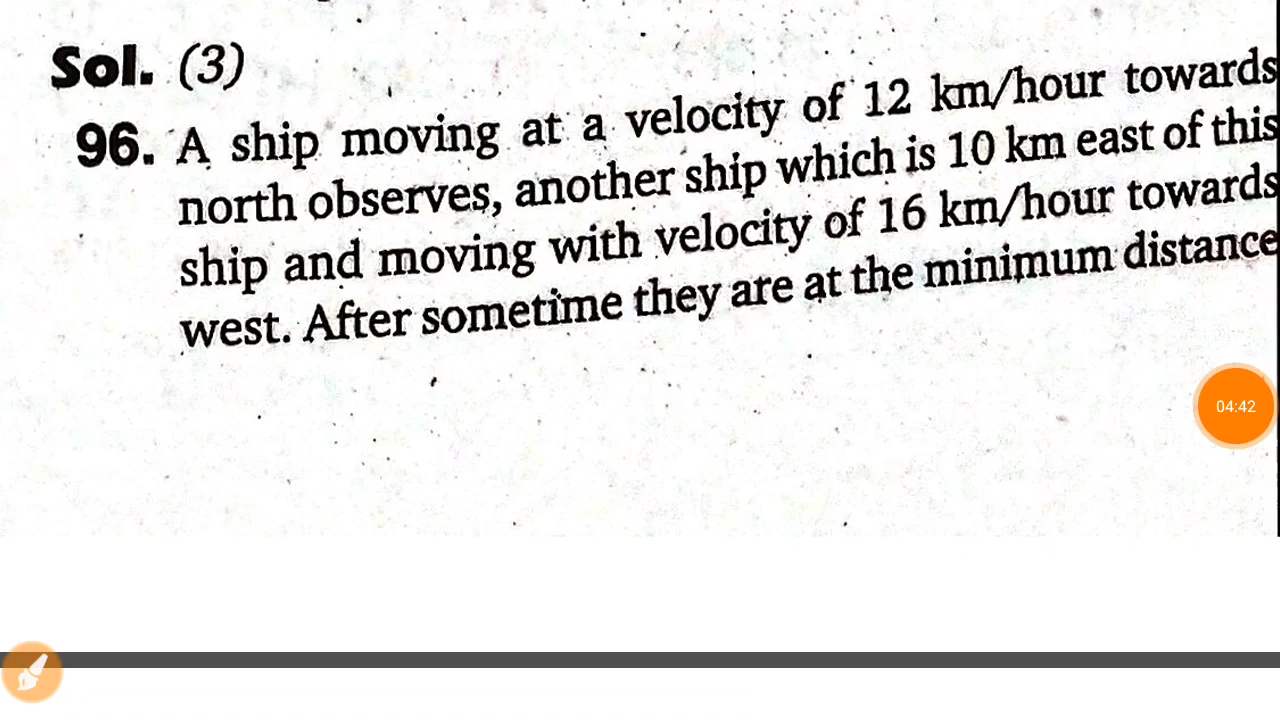 Sol. (3)
96. A ship moving at a velocity of 12 km/hour towards
north observes, another ship which is 10 km east of this
ship and moving with velocity of 16 km/hour towards
west. After sometime they are at the minimum distance
04:42